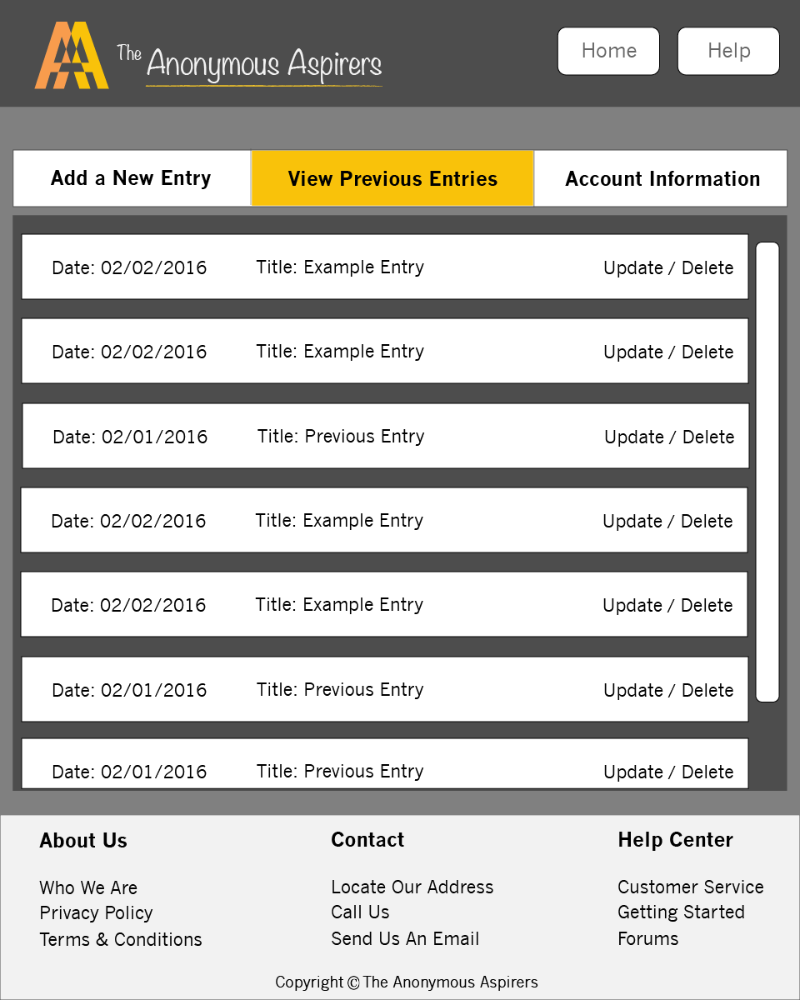 The Anonymous Aspirers
Home Help
Add a New Entry View Previous Entries Account Information
Date: 02/02/2016 Title: Example Entry Update / Delete
Date: 02/02/2016 Title: Example Entry Update / Delete
Date: 02/01/2016 Title: Previous Entry Update / Delete
Date: 02/02/2016 Title: Example Entry Update / Delete
Date: 02/02/2016 Title: Example Entry Update / Delete
Date: 02/01/2016 Title: Previous Entry Update / Delete
Date: 02/01/2016 Title: Previous Entry Update / Delete
About Us
Who We Are
Privacy Policy
Terms & Conditions
Contact
Locate Our Address
Call Us
Send Us An Email
Help Center
Customer Service
Getting Started
Forums
Copyright © The Anonymous Aspirers